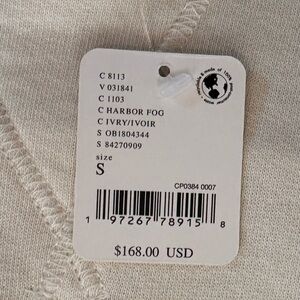 C 8113
V 031841
C 1103
C HARBOR FOG
C IVRY/IVOIR
S OB1804344
S 84270909
size
S
CP0384 0007
1 97267 78915 8
$168.00 USD